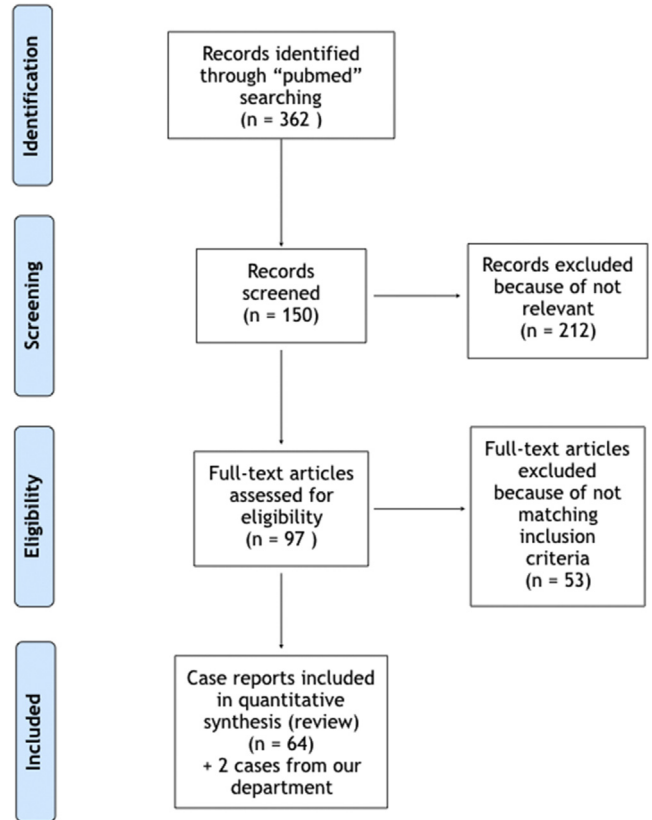 Identification
Records identified
through “pubmed”
searching
(n = 362 )
Screening
Records
screened
(n = 150)
Records excluded
because of not
relevant
(n = 212)
Eligibility
Full-text articles
assessed for
eligibility
(n = 97 )
Full-text articles
excluded
because of not
matching
inclusion
criteria
(n = 53)
Included
Case reports included
in quantitative
synthesis (review)
(n = 64)
+ 2 cases from our
department